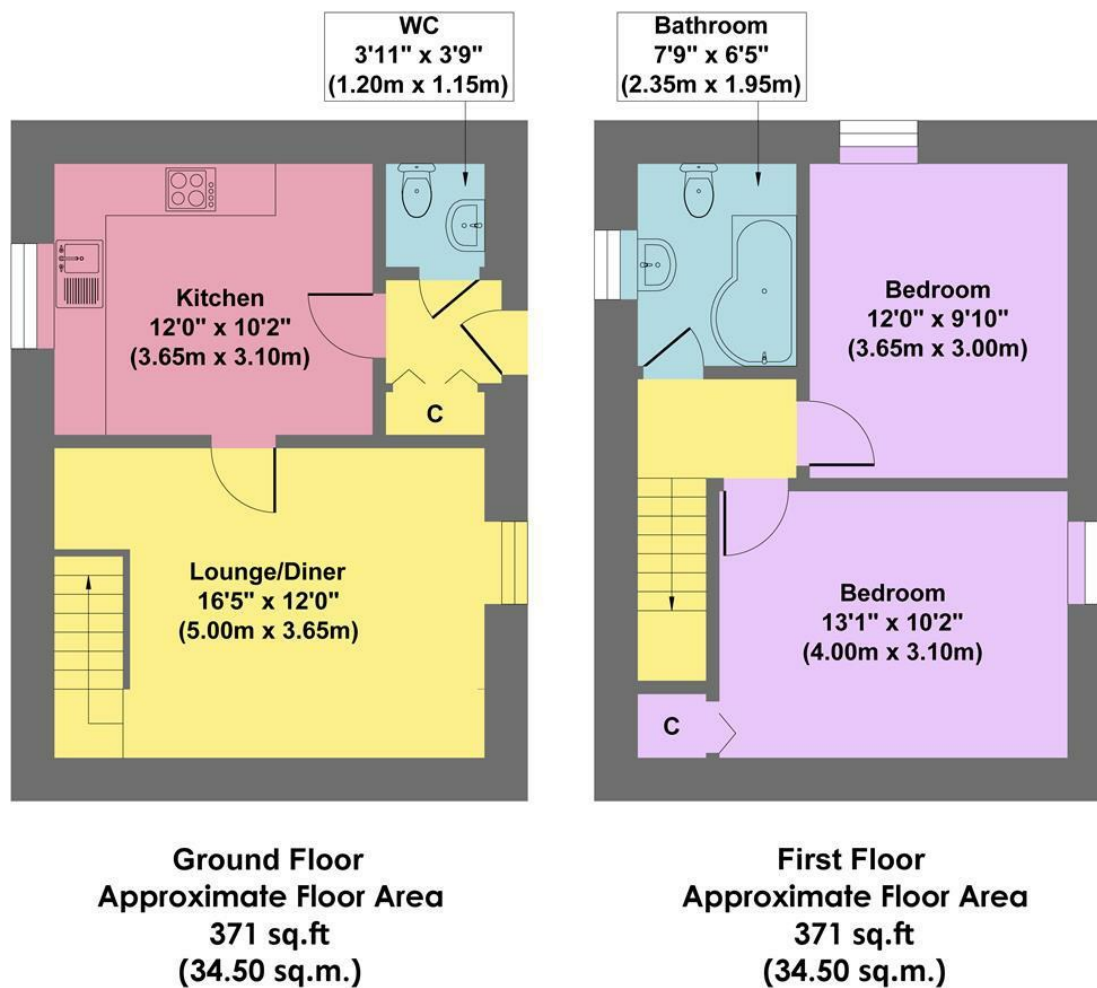 WC
3'11" x 3'9"
(1.20m x 1.15m)
Bathroom
7'9" x 6'5"
(2.35m x 1.95m)
Kitchen
12'0" x 10'2"
(3.65m x 3.10m)
C
Lounge/Diner
16'5" x 12'0"
(5.00m x 3.65m)
Bedroom
12'0" x 9'10"
(3.65m x 3.00m)
Bedroom
13'1" x 10'2"
(4.00m x 3.10m)
C
Ground Floor
Approximate Floor Area
371 sq.ft
(34.50 sq.m.)
First Floor
Approximate Floor Area
371 sq.ft
(34.50 sq.m.)